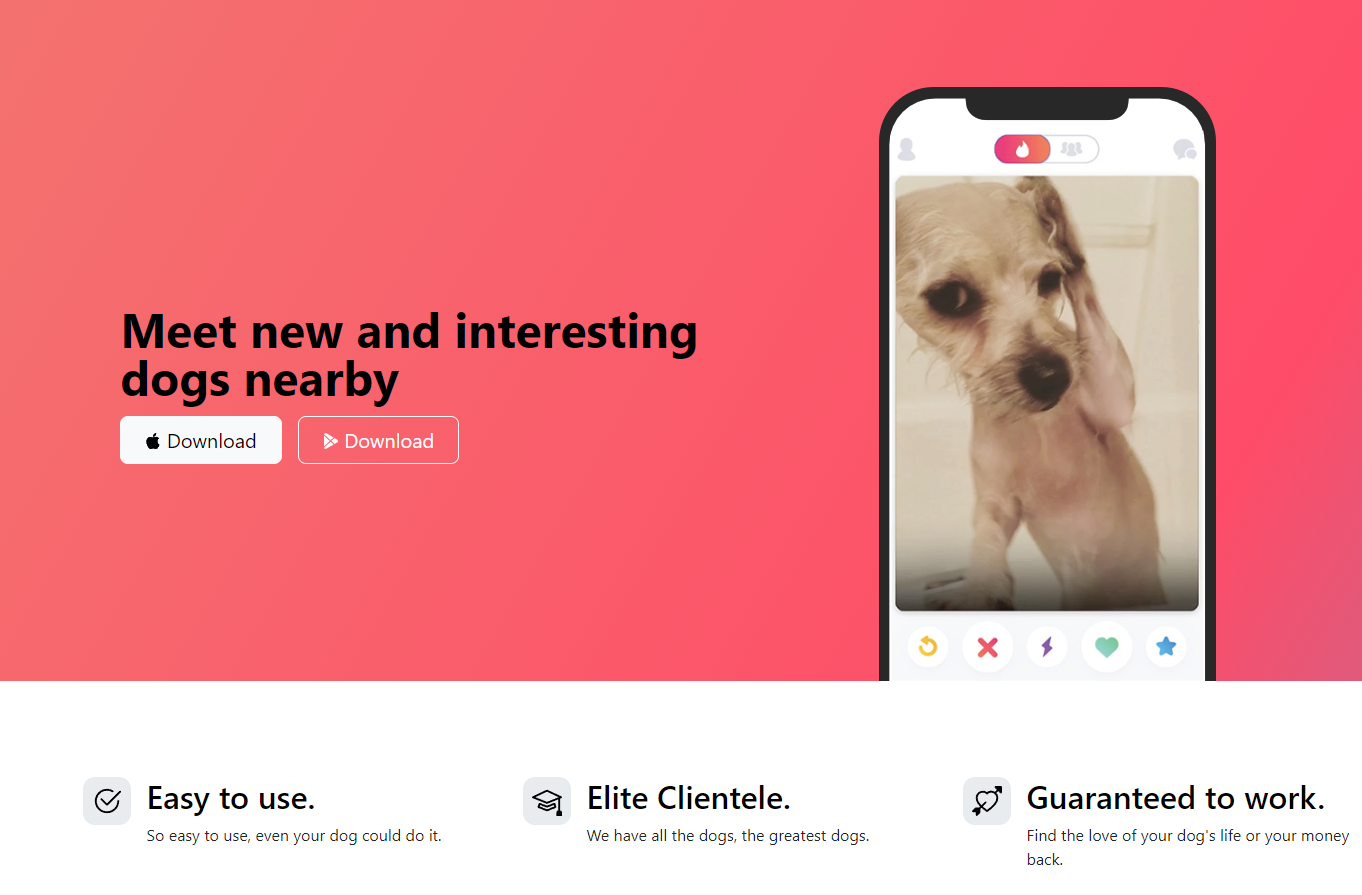 Meet new and interesting
dogs nearby
Download
Download
Easy to use.
So easy to use, even your dog could do it.
Elite Clientele.
We have all the dogs, the greatest dogs.
Guaranteed to work.
Find the love of your dog's life or your money
back.